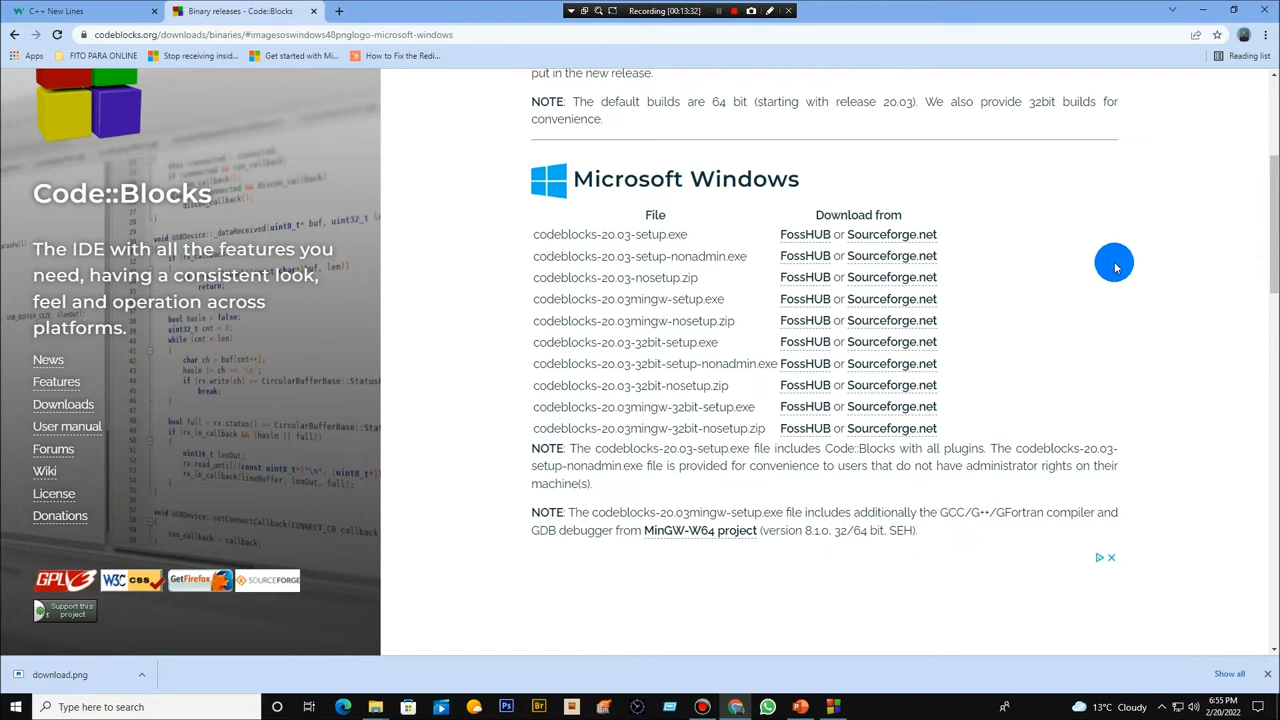 C++ New Lines
Binary releases - Code::Blocks
Recording [00:13:32]
codeblocks.org/downloads/binaries/#imagesoswindows48pnglogo-microsoft-windows
Apps
FITO PARA ONLINE
Stop receiving insid...
Get started with Mi...
How to Fix the Redi...
Reading list
put in the new release.
NOTE: The default builds are 64 bit (starting with release 20.03). We also provide 32bit builds for
convenience.
Microsoft Windows
File Download from
codeblocks-20.03-setup.exe FossHUB or Sourceforge.net
codeblocks-20.03-setup-nonadmin.exe FossHUB or Sourceforge.net
codeblocks-20.03-nosetup.zip FossHUB or Sourceforge.net
codeblocks-20.03mingw-setup.exe FossHUB or Sourceforge.net
codeblocks-20.03mingw-nosetup.zip FossHUB or Sourceforge.net
codeblocks-20.03-32bit-setup.exe FossHUB or Sourceforge.net
codeblocks-20.03-32bit-setup-nonadmin.exe FossHUB or Sourceforge.net
codeblocks-20.03-32bit-nosetup.zip FossHUB or Sourceforge.net
codeblocks-20.03mingw-32bit-setup.exe FossHUB or Sourceforge.net
codeblocks-20.03mingw-32bit-nosetup.zip FossHUB or Sourceforge.net
NOTE: The codeblocks-20.03-setup.exe file includes Code::Blocks with all plugins. The codeblocks-20.03-
setup-nonadmin.exe file is provided for convenience to users that do not have administrator rights on their
machine(s).
NOTE: The codeblocks-20.03mingw-setup.exe file includes additionally the GCC/G++/GFortran compiler and
GDB debugger from MinGW-W64 project (version 8.1.0, 32/64 bit, SEH).
Code::Blocks
The IDE with all the features you
need, having a consistent look,
feel and operation across
platforms.
News
Features
Downloads
User manual
Forums
Wiki
License
Donations
GPLv3
W3C CSS
GetFirefox
SOURCEFORGE
Support this
project
download.png
Show all
Type here to search
Ps
Br
13°C Cloudy
6:55 PM
2/20/2022